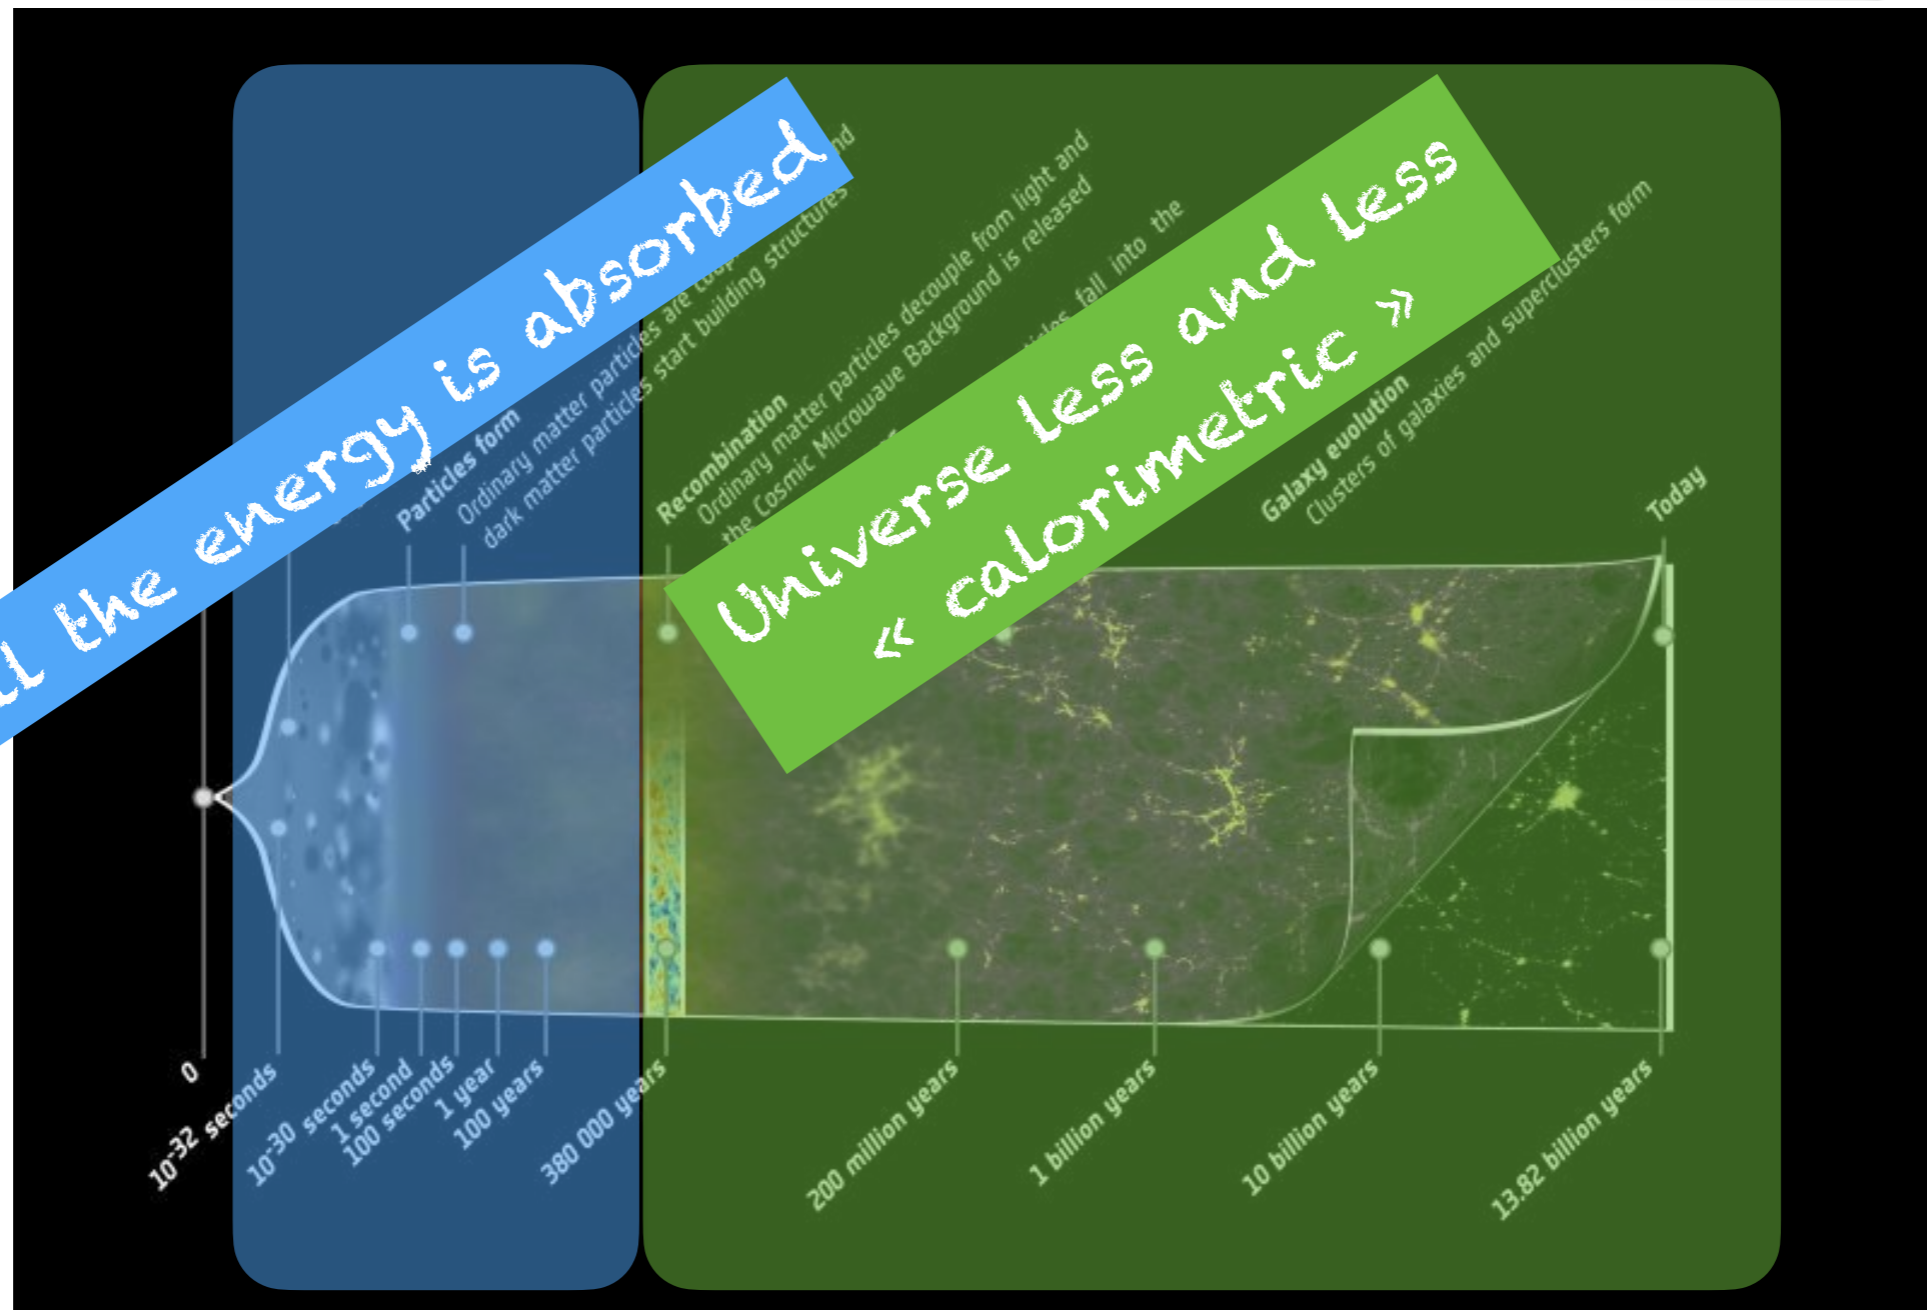 the energy is absorbed
Universe less and less
« calorimetric »
Particles form
Ordinary matter particles are
dark matter particles start building structures
Recombination
Ordinary matter particles decouple from light and
the Cosmic Microwave Background is released
fall into the
Galaxy evolution
Clusters of galaxies and superclusters form
Today
0
10-32 seconds
10-30 seconds
1 second
100 seconds
1 year
100 years
380 000 years
200 million years
1 billion years
10 billion years
13.82 billion years